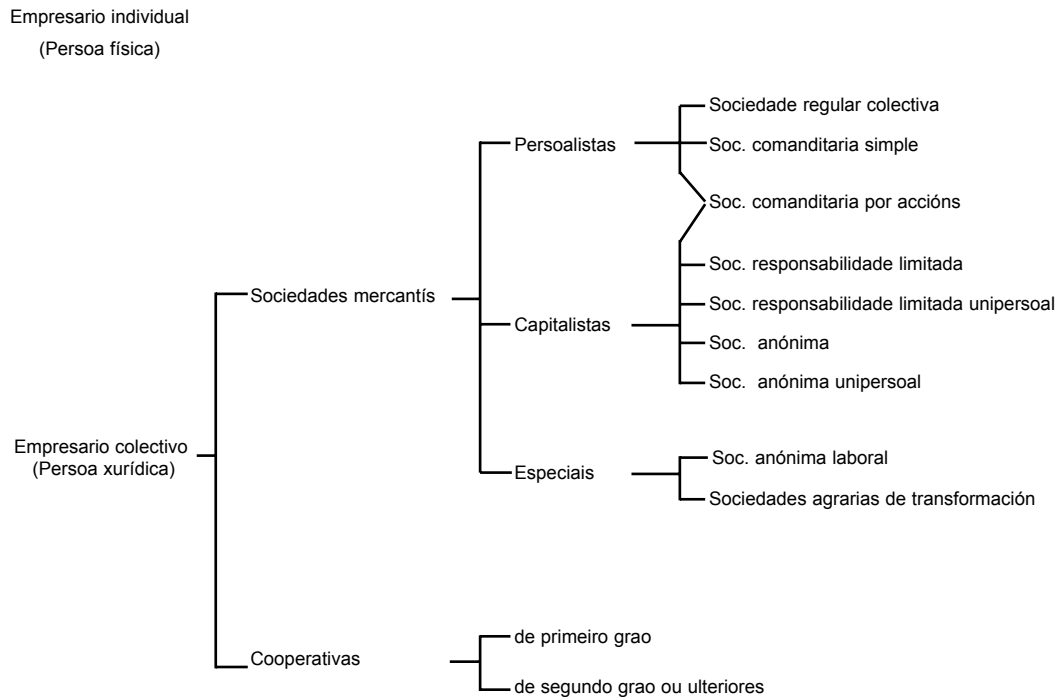 Empresario individual
(Persoa física)
Sociedade regular colectiva
Persoalistas
Soc. comanditaria simple
Soc. comanditaria por accións
Soc. responsabilidade limitada
Sociedades mercantís
Soc. responsabilidade limitada unipersoal
Capitalistas
Soc. anónima
Soc. anónima unipersoal
Empresario colectivo
(Persoa xurídica)
Soc. anónima laboral
Especiais
Sociedades agrarias de transformación
de primeiro grao
Cooperativas
de segundo grao ou ulteriores